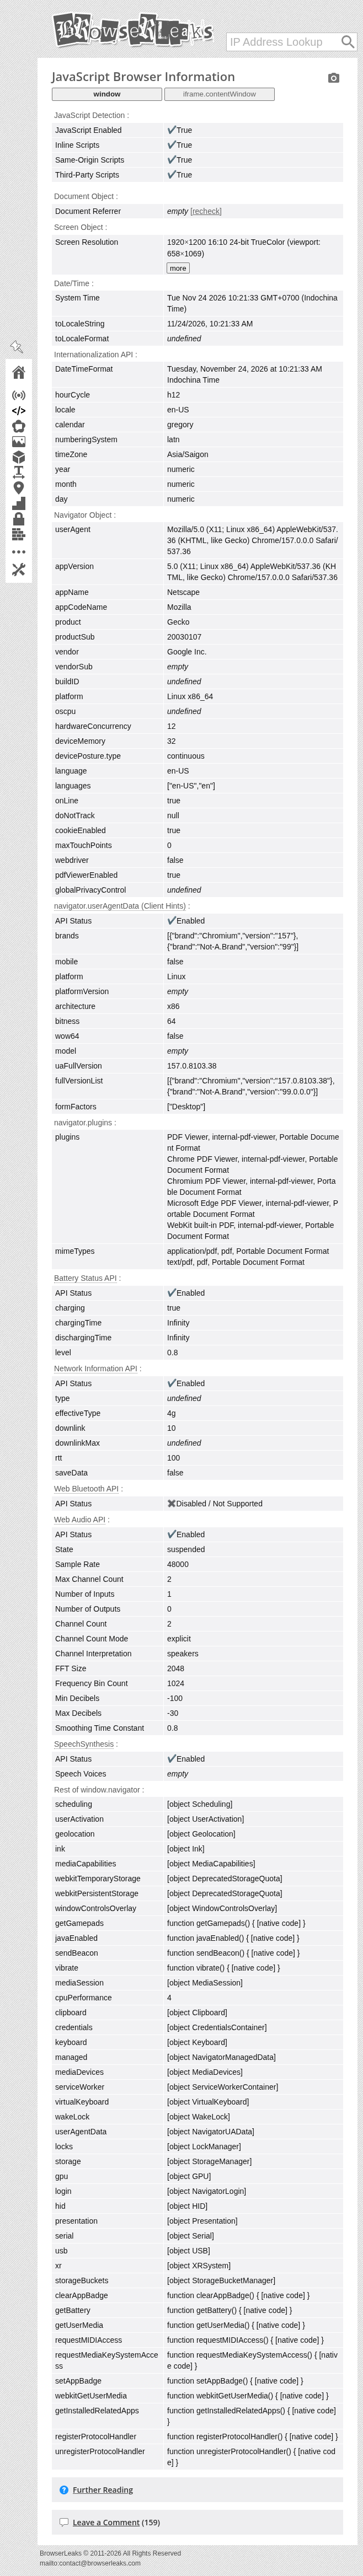 BrowserLeaks
IP Address Lookup
JavaScript Browser Information
window
iframe.contentWindow
JavaScript Detection :
JavaScript Enabled ✔True
Inline Scripts ✔True
Same-Origin Scripts ✔True
Third-Party Scripts ✔True
Document Object :
Document Referrer empty [recheck]
Screen Object :
Screen Resolution 1920×1200 16:10 24-bit TrueColor (viewport:
658×1069)
more
Date/Time :
System Time Tue Nov 24 2026 10:21:33 GMT+0700 (Indochina
Time)
toLocaleString 11/24/2026, 10:21:33 AM
toLocaleFormat undefined
Internationalization API :
DateTimeFormat Tuesday, November 24, 2026 at 10:21:33 AM
Indochina Time
hourCycle h12
locale en-US
calendar gregory
numberingSystem latn
timeZone Asia/Saigon
year numeric
month numeric
day numeric
Navigator Object :
userAgent Mozilla/5.0 (X11; Linux x86_64) AppleWebKit/537.
36 (KHTML, like Gecko) Chrome/157.0.0.0 Safari/
537.36
appVersion 5.0 (X11; Linux x86_64) AppleWebKit/537.36 (KH
TML, like Gecko) Chrome/157.0.0.0 Safari/537.36
appName Netscape
appCodeName Mozilla
product Gecko
productSub 20030107
vendor Google Inc.
vendorSub empty
buildID undefined
platform Linux x86_64
oscpu undefined
hardwareConcurrency 12
deviceMemory 32
devicePosture.type continuous
language en-US
languages ["en-US","en"]
onLine true
doNotTrack null
cookieEnabled true
maxTouchPoints 0
webdriver false
pdfViewerEnabled true
globalPrivacyControl undefined
navigator.userAgentData (Client Hints) :
API Status ✔Enabled
brands [{"brand":"Chromium","version":"157"},
{"brand":"Not-A.Brand","version":"99"}]
mobile false
platform Linux
platformVersion empty
architecture x86
bitness 64
wow64 false
model empty
uaFullVersion 157.0.8103.38
fullVersionList [{"brand":"Chromium","version":"157.0.8103.38"},
{"brand":"Not-A.Brand","version":"99.0.0.0"}]
formFactors ["Desktop"]
navigator.plugins :
plugins PDF Viewer, internal-pdf-viewer, Portable Docume
nt Format
Chrome PDF Viewer, internal-pdf-viewer, Portable
Document Format
Chromium PDF Viewer, internal-pdf-viewer, Porta
ble Document Format
Microsoft Edge PDF Viewer, internal-pdf-viewer, P
ortable Document Format
WebKit built-in PDF, internal-pdf-viewer, Portable
Document Format
mimeTypes application/pdf, pdf, Portable Document Format
text/pdf, pdf, Portable Document Format
Battery Status API :
API Status ✔Enabled
charging true
chargingTime Infinity
dischargingTime Infinity
level 0.8
Network Information API :
API Status ✔Enabled
type undefined
effectiveType 4g
downlink 10
downlinkMax undefined
rtt 100
saveData false
Web Bluetooth API :
API Status ✖Disabled / Not Supported
Web Audio API :
API Status ✔Enabled
State suspended
Sample Rate 48000
Max Channel Count 2
Number of Inputs 1
Number of Outputs 0
Channel Count 2
Channel Count Mode explicit
Channel Interpretation speakers
FFT Size 2048
Frequency Bin Count 1024
Min Decibels -100
Max Decibels -30
Smoothing Time Constant 0.8
SpeechSynthesis :
API Status ✔Enabled
Speech Voices empty
Rest of window.navigator :
scheduling [object Scheduling]
userActivation [object UserActivation]
geolocation [object Geolocation]
ink [object Ink]
mediaCapabilities [object MediaCapabilities]
webkitTemporaryStorage [object DeprecatedStorageQuota]
webkitPersistentStorage [object DeprecatedStorageQuota]
windowControlsOverlay [object WindowControlsOverlay]
getGamepads function getGamepads() { [native code] }
javaEnabled function javaEnabled() { [native code] }
sendBeacon function sendBeacon() { [native code] }
vibrate function vibrate() { [native code] }
mediaSession [object MediaSession]
cpuPerformance 4
clipboard [object Clipboard]
credentials [object CredentialsContainer]
keyboard [object Keyboard]
managed [object NavigatorManagedData]
mediaDevices [object MediaDevices]
serviceWorker [object ServiceWorkerContainer]
virtualKeyboard [object VirtualKeyboard]
wakeLock [object WakeLock]
userAgentData [object NavigatorUAData]
locks [object LockManager]
storage [object StorageManager]
gpu [object GPU]
login [object NavigatorLogin]
hid [object HID]
presentation [object Presentation]
serial [object Serial]
usb [object USB]
xr [object XRSystem]
storageBuckets [object StorageBucketManager]
clearAppBadge function clearAppBadge() { [native code] }
getBattery function getBattery() { [native code] }
getUserMedia function getUserMedia() { [native code] }
requestMIDIAccess function requestMIDIAccess() { [native code] }
requestMediaKeySystemAcce
ss function requestMediaKeySystemAccess() { [nativ
e code] }
setAppBadge function setAppBadge() { [native code] }
webkitGetUserMedia function webkitGetUserMedia() { [native code] }
getInstalledRelatedApps function getInstalledRelatedApps() { [native code]
}
registerProtocolHandler function registerProtocolHandler() { [native code] }
unregisterProtocolHandler function unregisterProtocolHandler() { [native cod
e] }
Further Reading
Leave a Comment (159)
BrowserLeaks © 2011-2026 All Rights Reserved
mailto:contact@browserleaks.com